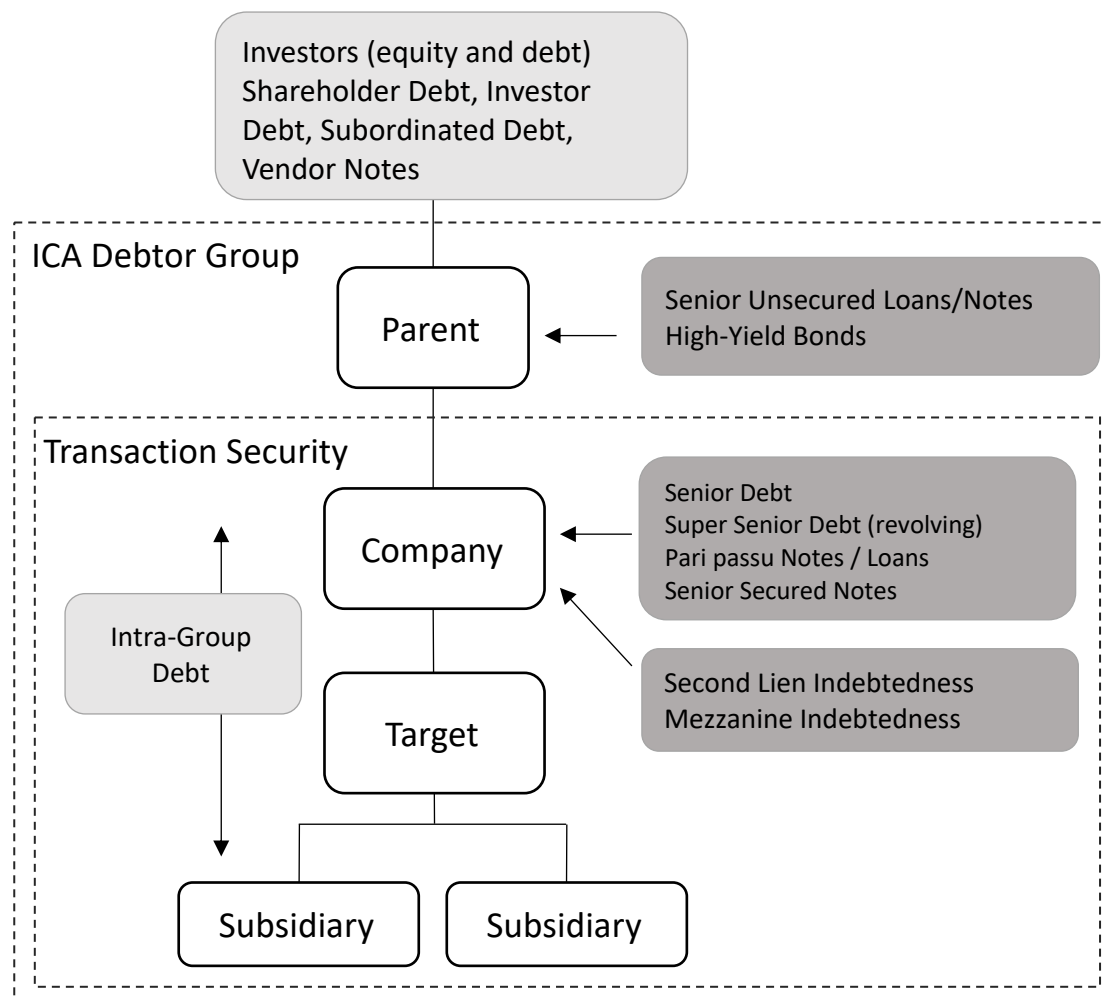 Investors (equity and debt)
Shareholder Debt, Investor
Debt, Subordinated Debt,
Vendor Notes
ICA Debtor Group
Parent
Senior Unsecured Loans/Notes
High-Yield Bonds
Transaction Security
Company
Senior Debt
Super Senior Debt (revolving)
Pari passu Notes / Loans
Senior Secured Notes
Intra-Group
Debt
Target
Second Lien Indebtedness
Mezzanine Indebtedness
Subsidiary
Subsidiary